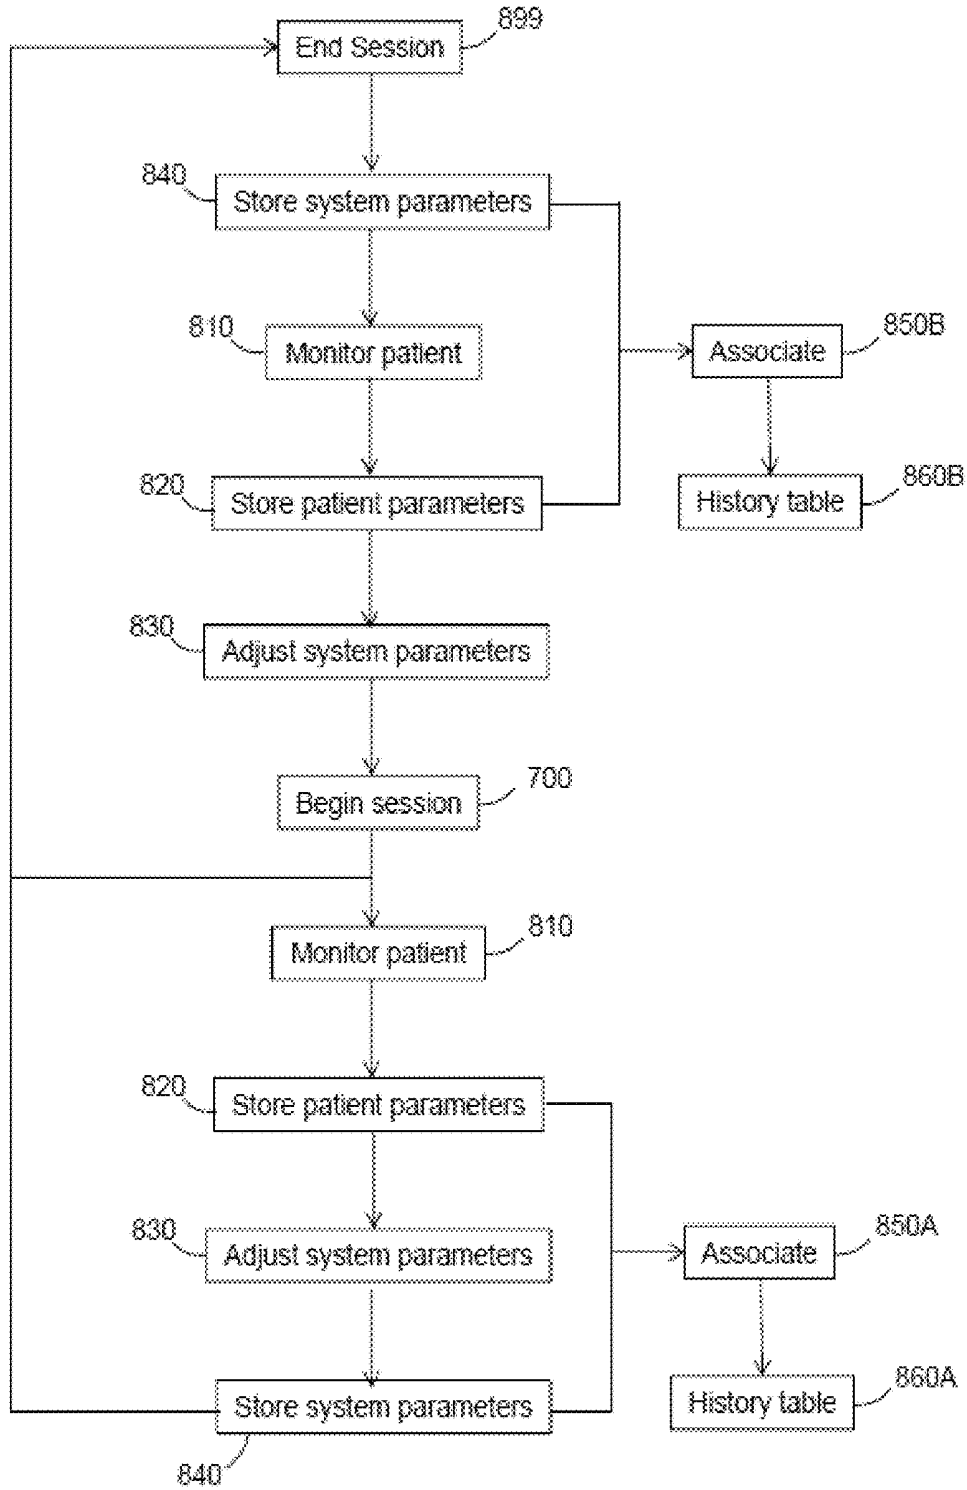 899
End Session
840
Store system parameters
810
Monitor patient
850B
Associate
820
Store patient parameters
860B
History table
830
Adjust system parameters
700
Begin session
810
Monitor patient
820
Store patient parameters
830
Adjust system parameters
850A
Associate
860A
History table
Store system parameters
840